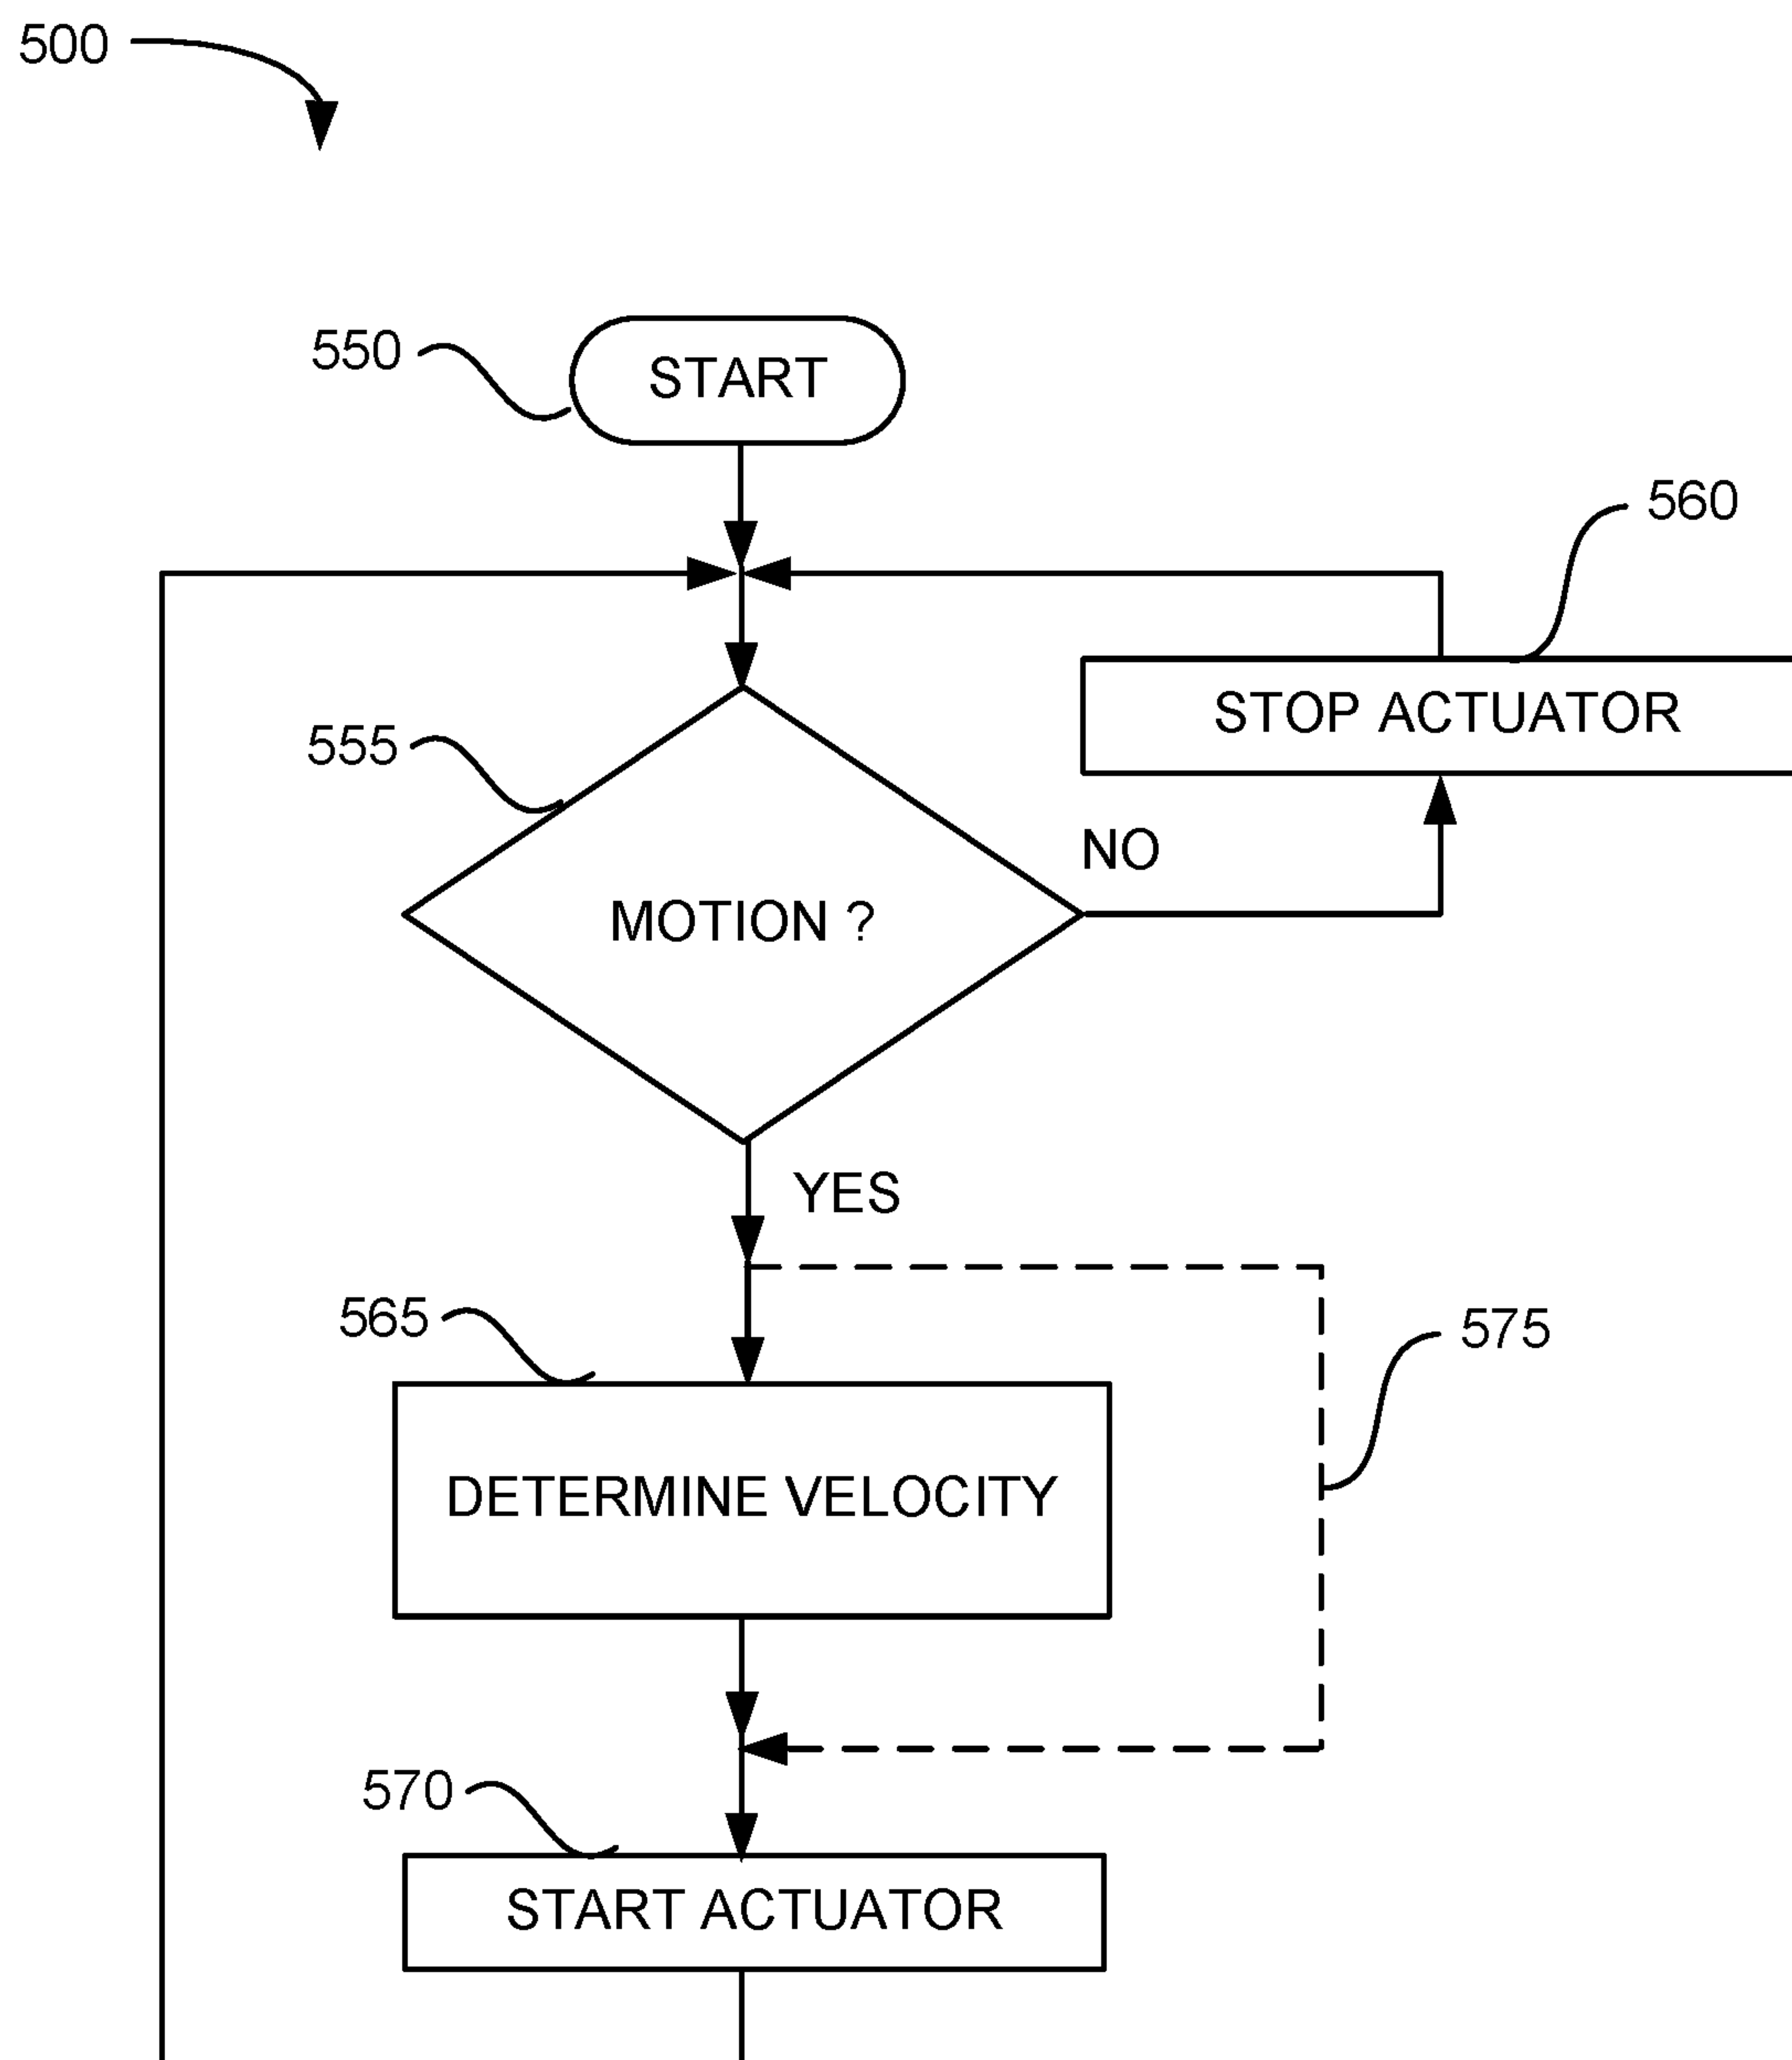 500
550
START
560
STOP ACTUATOR
555
NO
MOTION ?
YES
565
575
DETERMINE VELOCITY
570
START ACTUATOR